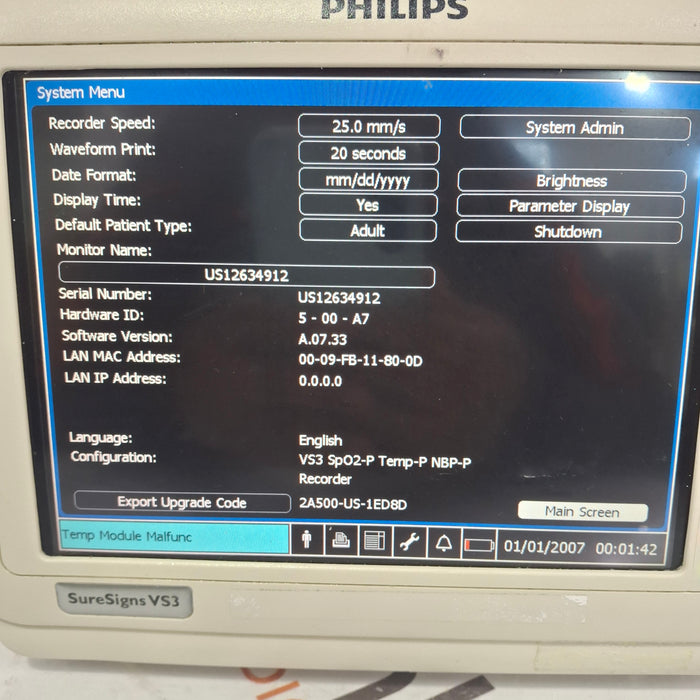 PHILIPS
System Menu
Recorder Speed: 25.0 mm/s System Admin
Waveform Print: 20 seconds
Date Format: mm/dd/yyyy Brightness
Display Time: Yes Parameter Display
Default Patient Type: Adult Shutdown
Monitor Name:
US12634912
Serial Number: US12634912
Hardware ID: 5 - 00 - A7
Software Version: A.07.33
LAN MAC Address: 00-09-FB-11-80-0D
LAN IP Address: 0.0.0.0
Language: English
Configuration: VS3 SpO2-P Temp-P NBP-P
Recorder
Export Upgrade Code 2A500-US-1ED8D Main Screen
Temp Module Malfunc 01/01/2007 00:01:42
SureSigns VS3